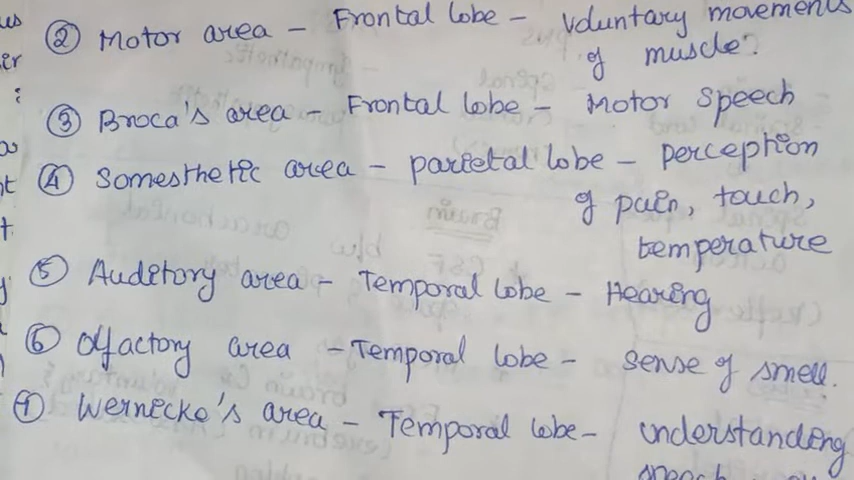 ② Motor area - Frontal lobe - voluntary movements
of muscle.
③ Broca's area - Frontal lobe - Motor speech
④ Somesthetic area - parietal lobe - perception
of pain, touch,
temperature
⑤ Auditory area - Temporal lobe - Hearing
⑥ Olfactory area - Temporal lobe - sense of smell.
⑦ Wernecke's area - Temporal lobe - understanding
speech